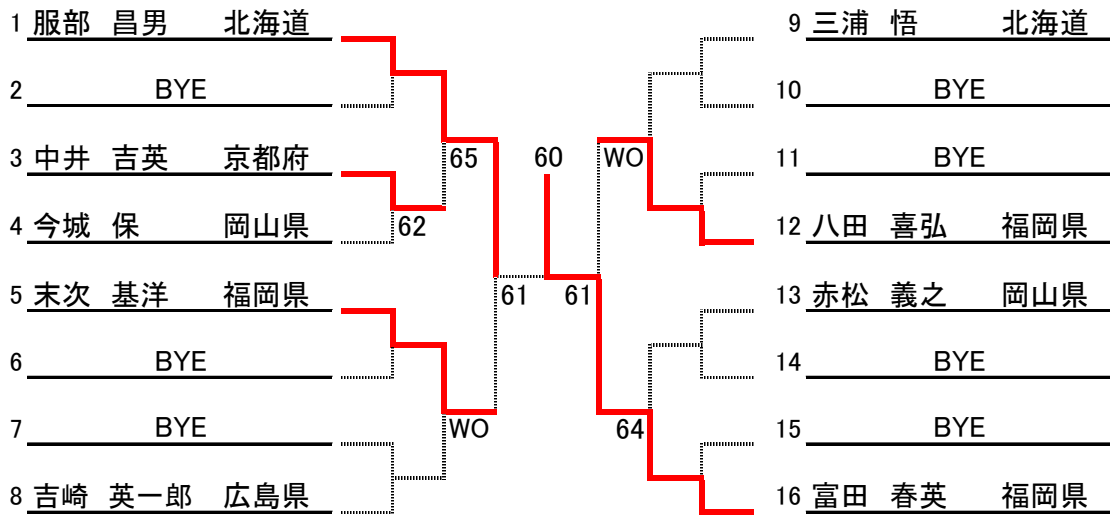 1 服部 昌男 北海道
2 BYE
3 中井 吉英 京都府
4 今城 保 岡山県
5 末次 基洋 福岡県
6 BYE
7 BYE
8 吉崎 英一郎 広島県
65
62
WO
61
60
61
WO
64
9 三浦 悟 北海道
10 BYE
11 BYE
12 八田 喜弘 福岡県
13 赤松 義之 岡山県
14 BYE
15 BYE
16 富田 春英 福岡県